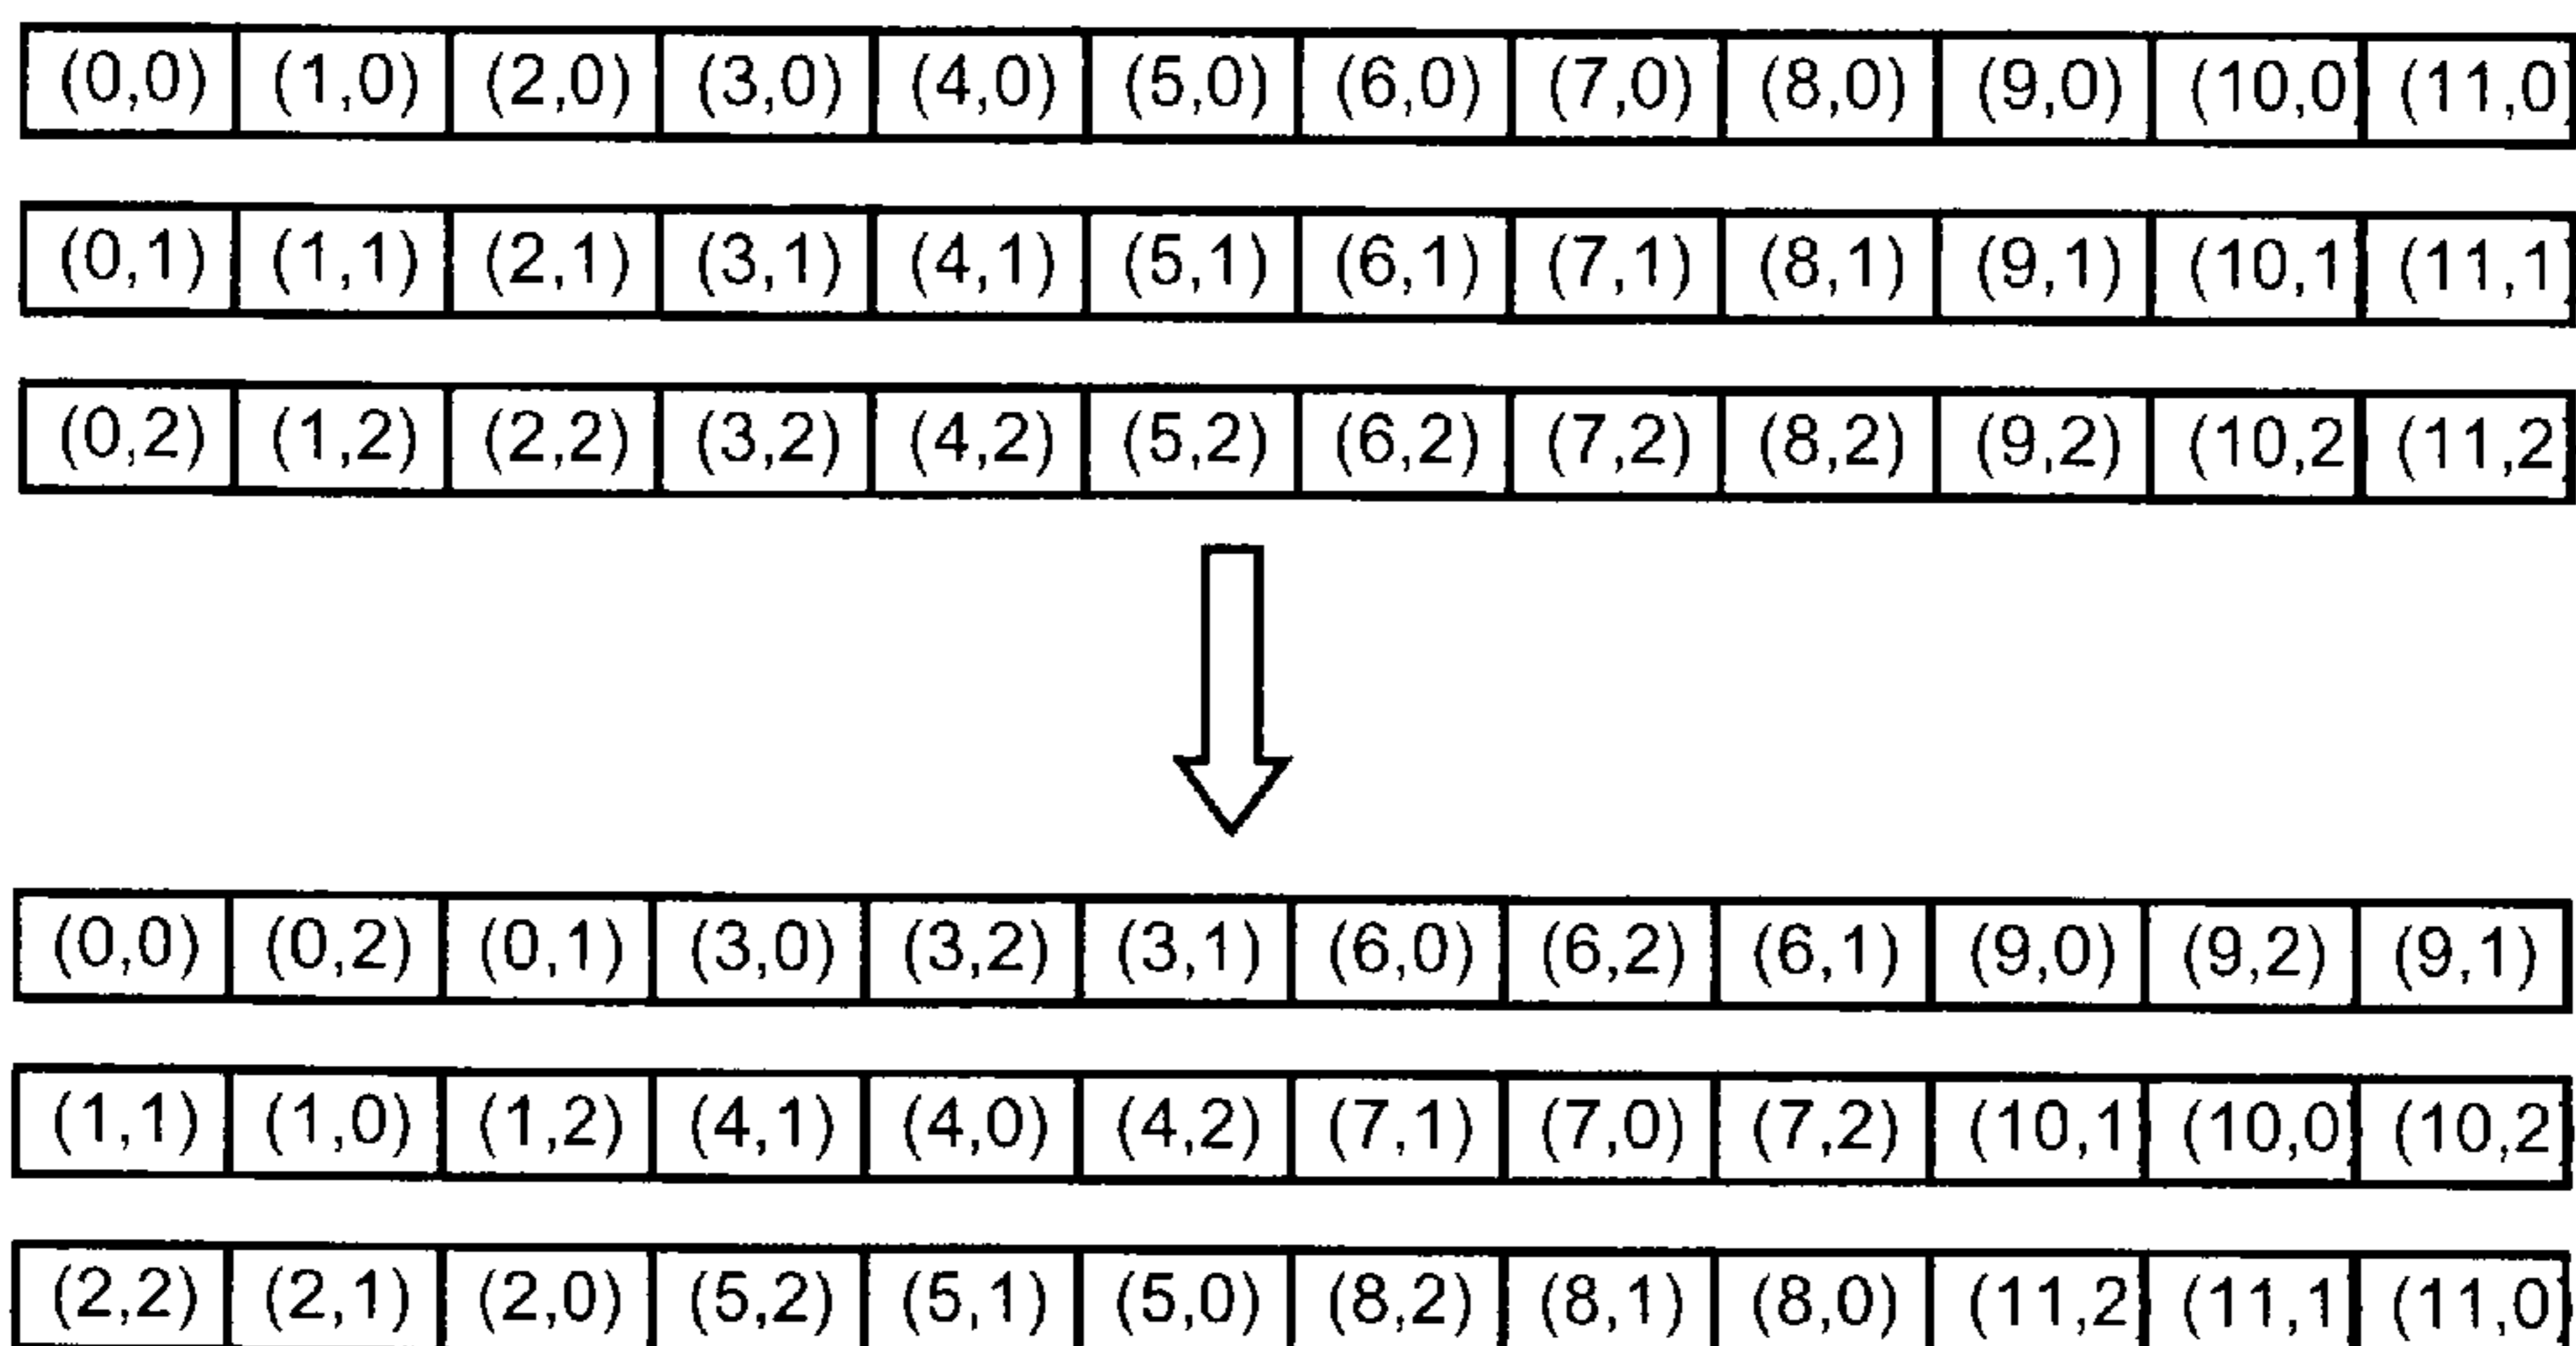 (0,0) (1,0) (2,0) (3,0) (4,0) (5,0) (6,0) (7,0) (8,0) (9,0) (10,0 (11,0
(0,1) (1,1) (2,1) (3,1) (4,1) (5,1) (6,1) (7,1) (8,1) (9,1) (10,1 (11,1
(0,2) (1,2) (2,2) (3,2) (4,2) (5,2) (6,2) (7,2) (8,2) (9,2) (10,2 (11,2
(0,0) (0,2) (0,1) (3,0) (3,2) (3,1) (6,0) (6,2) (6,1) (9,0) (9,2) (9,1)
(1,1) (1,0) (1,2) (4,1) (4,0) (4,2) (7,1) (7,0) (7,2) (10,1 (10,0 (10,2
(2,2) (2,1) (2,0) (5,2) (5,1) (5,0) (8,2) (8,1) (8,0) (11,2 (11,1 (11,0